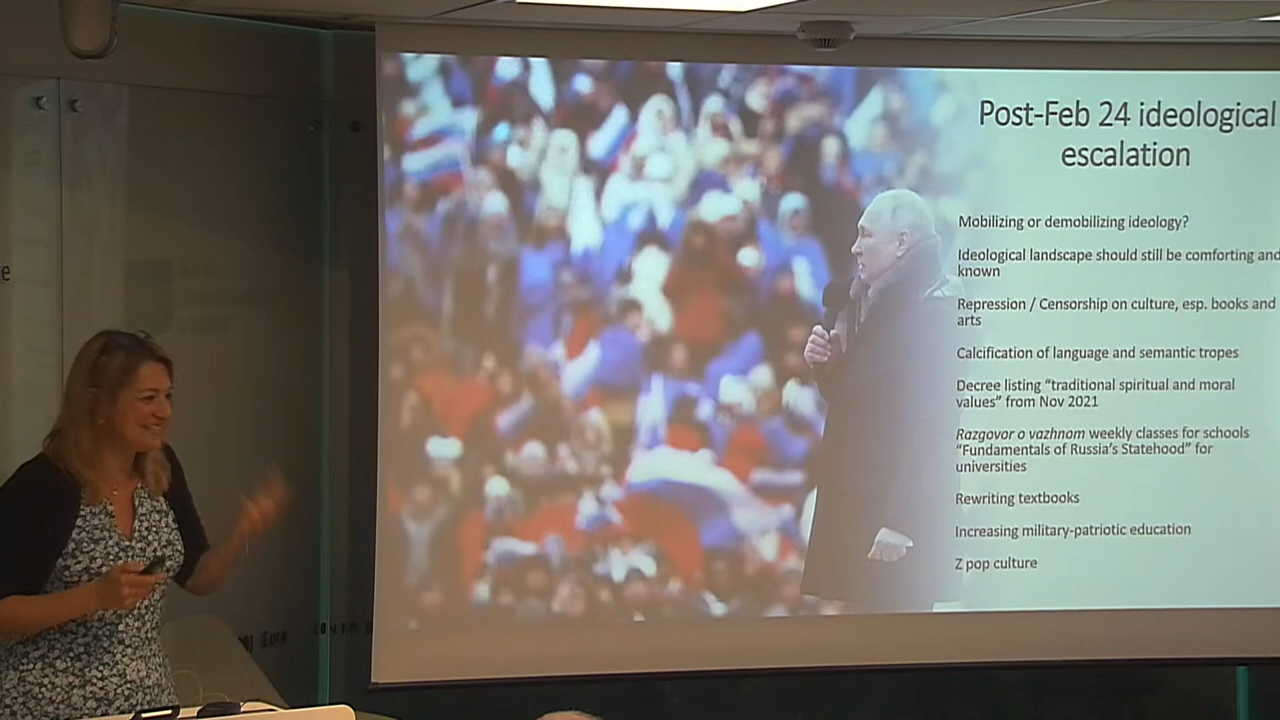 Post-Feb 24 ideological
escalation
Mobilizing or demobilizing ideology?
Ideological landscape should still be comforting and
known
Repression / Censorship on culture, esp. books and
arts
Calcification of language and semantic tropes
Decree listing “traditional spiritual and moral
values” from Nov 2021
Razgovor o vazhnom weekly classes for schools
“Fundamentals of Russia’s Statehood” for
universities
Rewriting textbooks
Increasing military-patriotic education
Z pop culture